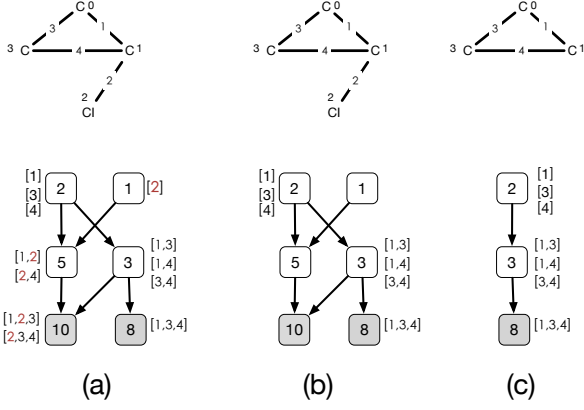 C 0 C 0 C 0
3 1 3 1 3 1
3 C 4 C 1 3 C 4 C 1 3 C 4 C 1
2 2
2 2
Cl Cl
[1] [1] [1]
2 1 [2] 2 1 2
[3] [3] [3]
[4] [4] [4]
[1,3] [1,3] [1,3]
[1,2] 5 3 [1,4] 5 3 [1,4] 3 [1,4]
[2,4] [3,4] [3,4] [3,4]
[1,2,3] 10 8 [1,3,4] 10 8 [1,3,4] 8 [1,3,4]
[2,3,4]
(a) (b) (c)